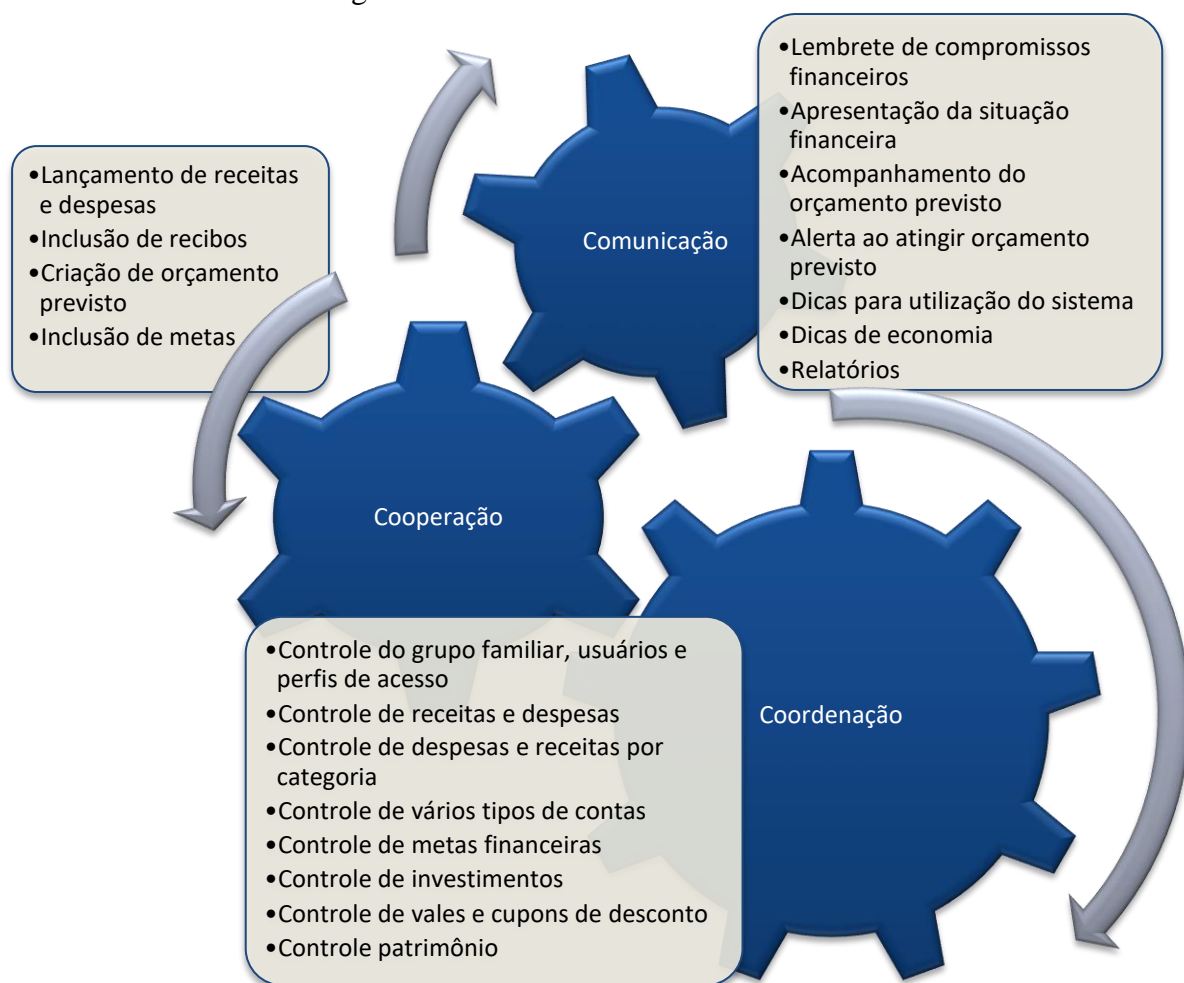 •Lembrete de compromissos
financeiros
•Apresentação da situação
financeira
•Acompanhamento do
orçamento previsto
•Alerta ao atingir orçamento
previsto
•Dicas para utilização do sistema
•Dicas de economia
•Relatórios
Comunicação
•Lançamento de receitas
e despesas
•Inclusão de recibos
•Criação de orçamento
previsto
•Inclusão de metas
Cooperação
•Controle do grupo familiar, usuários e
perfis de acesso
•Controle de receitas e despesas
•Controle de despesas e receitas por
categoria
•Controle de vários tipos de contas
•Controle de metas financeiras
•Controle de investimentos
•Controle de vales e cupons de desconto
•Controle patrimônio
Coordenação